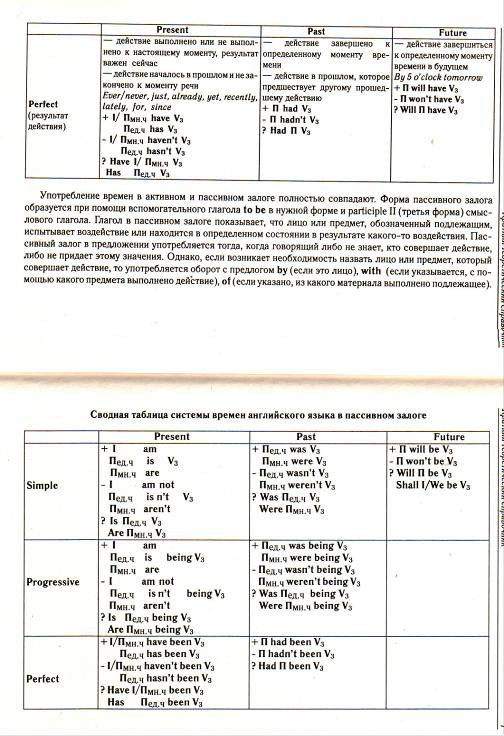 Present Past Future
Perfect
(результат
действия)
— действие выполнено или не выпол-
нено к настоящему моменту, результат
важен сейчас
— действие началось в прошлом и не за-
кончено к моменту речи
Ever/never, just, already, yet, recently,
lately, for, since
+ I/ Пмн.ч have V₃
Пед.ч has V₃
- I/ Пмн.ч haven't V₃
Пед.ч hasn't V₃
? Have I/ Пмн.ч V₃
Has Пед.ч V₃
— действие завершено к
определенному моменту вре-
мени
— действие в прошлом, которое
предшествует другому прошед-
шему действию
+ П had V₃
- П hadn't V₃
? Had П V₃
— действие завершиться
к определенному моменту
времени в будущем
By 5 o'clock tomorrow
+ П will have V₃
- П won't have V₃
? Will П have V₃
Употребление времен в активном и пассивном залоге полностью совпадают. Форма пассивного залога
образуется при помощи вспомогательного глагола to be в нужной форме и participle II (третья форма) смыс-
лового глагола. Глагол в пассивном залоге показывает, что лицо или предмет, обозначенный подлежащим,
испытывает воздействие или находится в определенном состоянии в результате какого-то воздействия. Пас-
сивный залог в предложении употребляется тогда, когда говорящий либо не знает, кто совершает действие,
либо не придает этому значения. Однако, если возникает необходимость назвать лицо или предмет, который
совершает действие, то употребляется оборот с предлогом by (если это лицо), with (если указывается, с по-
мощью какого предмета выполнено действие), of (если указано, из какого материала выполнено подлежащее).
Сводная таблица системы времен английского языка в пассивном залоге
Present Past Future
Simple
+ I am
Пед.ч is V₃
Пмн.ч are
- I am not
Пед.ч is n't V₃
Пмн.ч aren't
? Is Пед.ч V₃
Are Пмн.ч V₃
+ Пед.ч was V₃
Пмн.ч were V₃
- Пед.ч wasn't V₃
Пмн.ч weren't V₃
? Was Пед.ч V₃
Were Пмн.ч V₃
+ П will be V₃
- П won't be V₃
? Will П be V₃
Shall I/We be V₃
Progressive
+ I am
Пед.ч is being V₃
Пмн.ч are
- I am not
Пед.ч is n't being V₃
Пмн.ч aren't
? Is Пед.ч being V₃
Are Пмн.ч being V₃
+ Пед.ч was being V₃
Пмн.ч were being V₃
- Пед.ч wasn't being V₃
Пмн.ч weren't being V₃
? Was Пед.ч being V₃
Were Пмн.ч being V₃
Perfect
+ I/Пмн.ч have been V₃
Пед.ч has been V₃
- I/Пмн.ч haven't been V₃
Пед.ч hasn't been V₃
? Have I/Пмн.ч been V₃
Has Пед.ч been V₃
+ П had been V₃
- П hadn't been V₃
? Had П been V₃